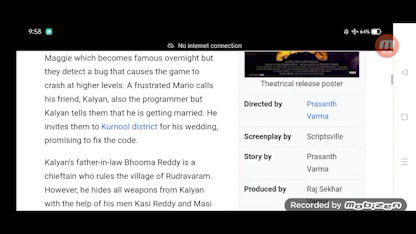 9:58
64%
No internet connection
Maggie which becomes famous overnight but
they detect a bug that causes the game to
crash at higher levels. A frustrated Mario calls
his friend, Kalyan, also the programmer but
Kalyan tells them that he is getting married. He
invites them to Kurnool district for his wedding,
promising to fix the code.
Kalyan's father-in-law Bhooma Reddy is a
chieftain who rules the village of Rudravaram.
However, he hides all weapons from Kalyan
with the help of his men Kasi Reddy and Masi
Theatrical release poster
Directed by Prasanth
Varma
Screenplay by Scriptsville
Story by Prasanth
Varma
Produced by Raj Sekhar
Recorded by Mobizen